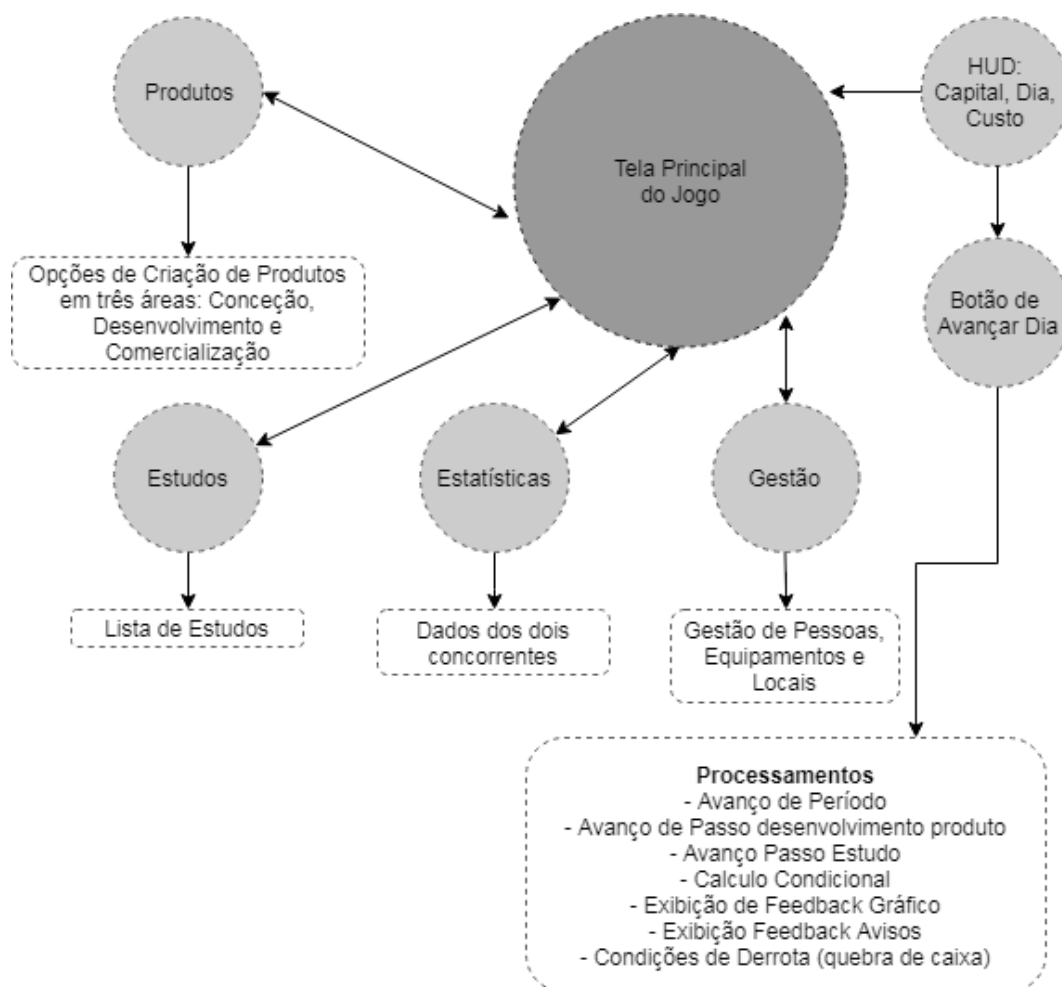 Produtos
Tela Principal
do Jogo
HUD:
Capital, Dia,
Custo
Opções de Criação de Produtos
em três áreas: Conceção,
Desenvolvimento e
Comercialização
Botão de
Avançar Dia
Estudos
Estatísticas
Gestão
Lista de Estudos
Dados dos dois
concorrentes
Gestão de Pessoas,
Equipamentos e
Locais
Processamentos
- Avanço de Período
- Avanço de Passo desenvolvimento produto
- Avanço Passo Estudo
- Calculo Condicional
- Exibição de Feedback Gráfico
- Exibição Feedback Avisos
- Condições de Derrota (quebra de caixa)